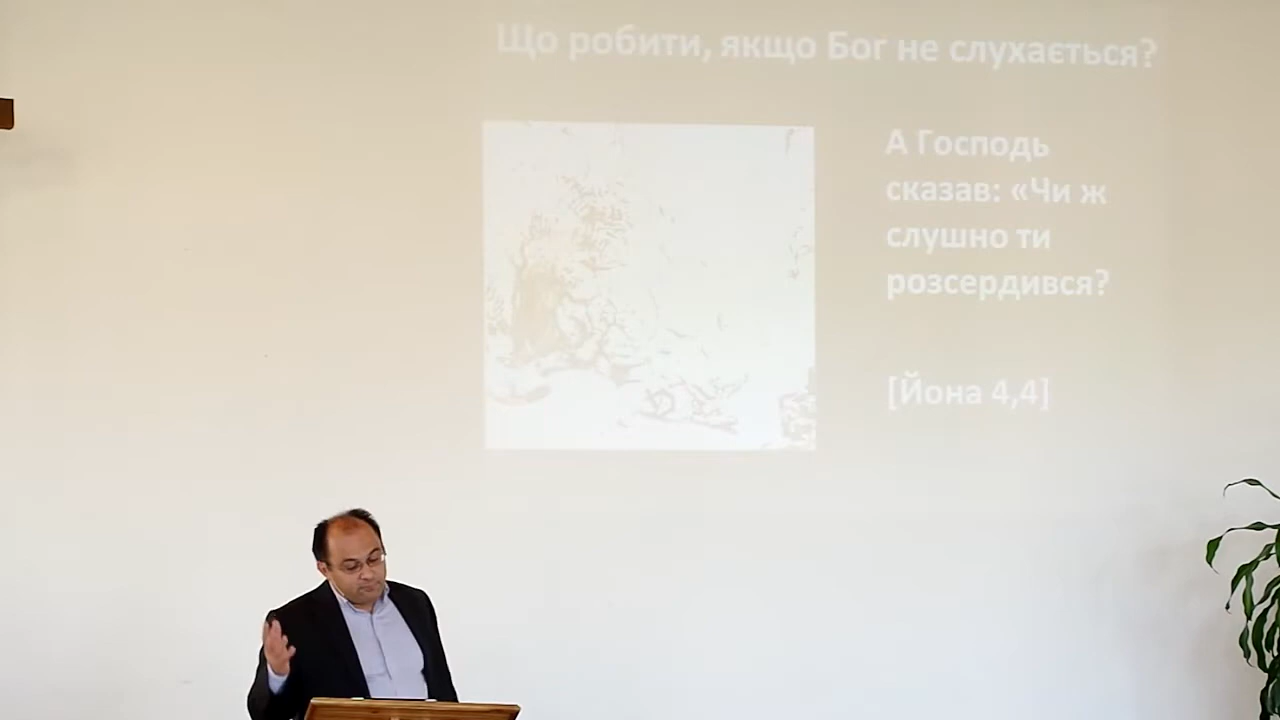 Що робити, якщо Бог не слухається?
А Господь
сказав: «Чи ж
слушно ти
розсердився?
[Йона 4,4]